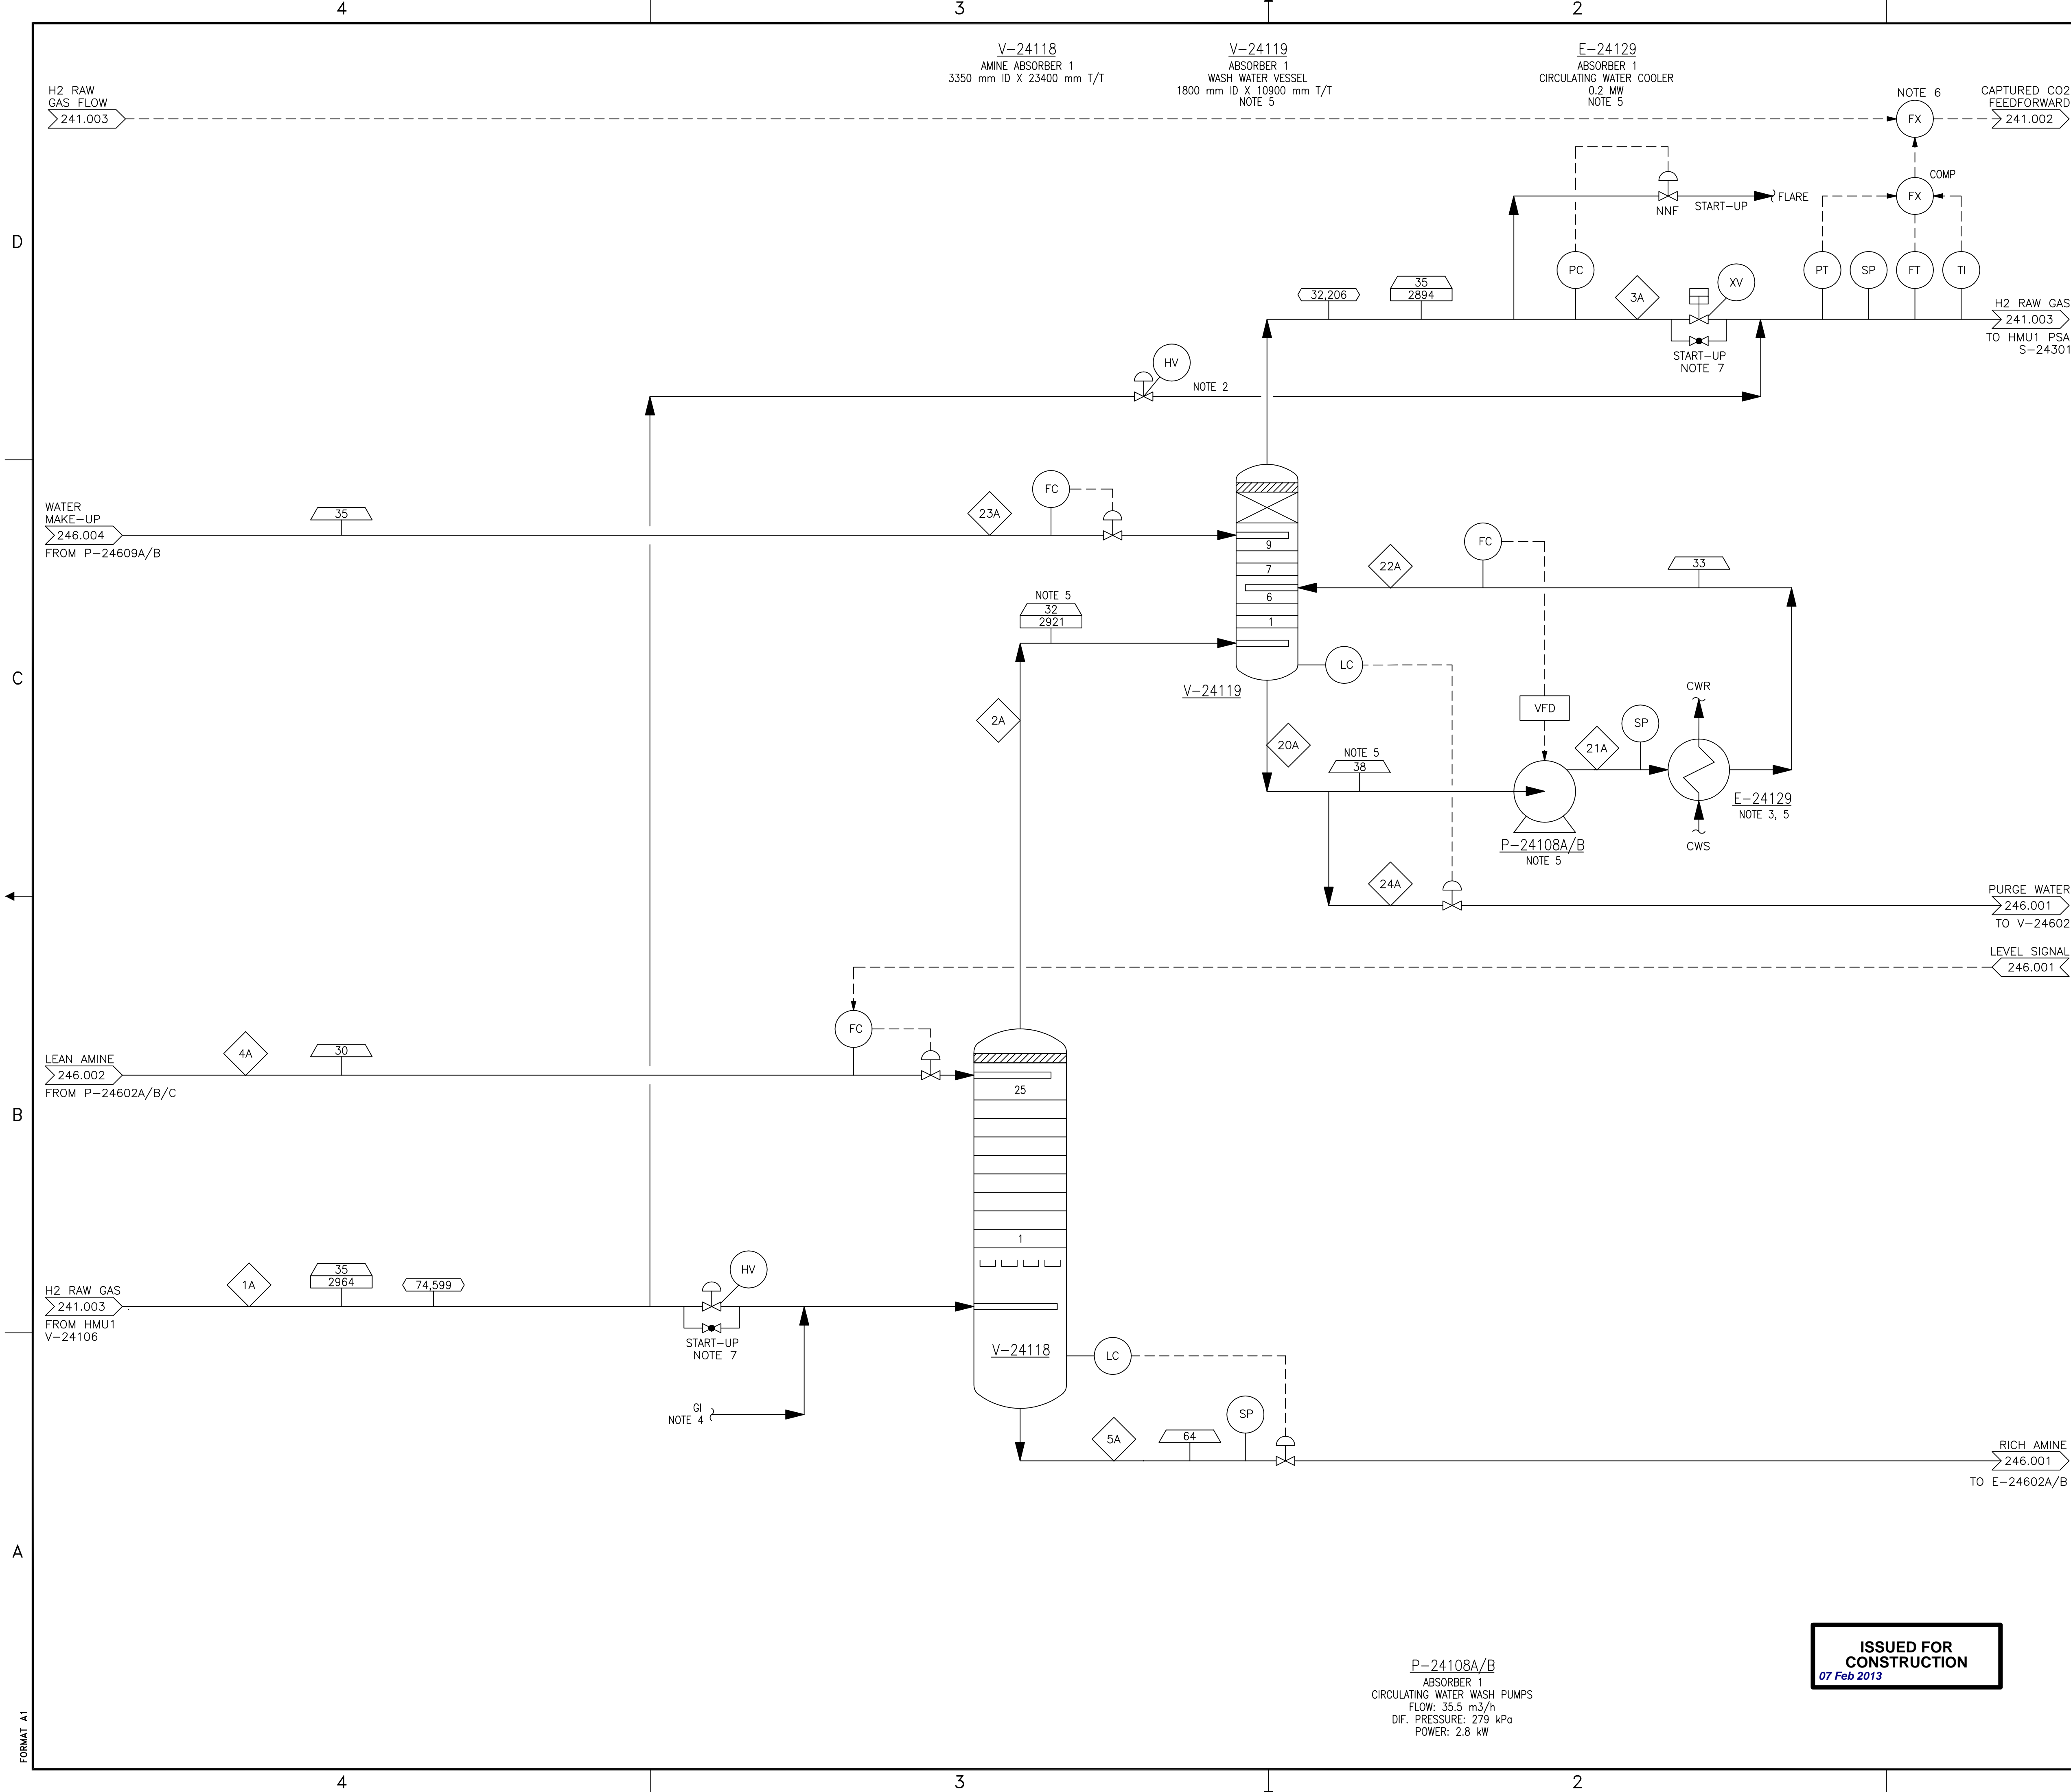 4
3
2
V-24118
AMINE ABSORBER 1
3350 mm ID X 23400 mm T/T
V-24119
ABSORBER 1
WASH WATER VESSEL
1800 mm ID X 10900 mm T/T
NOTE 5
E-24129
ABSORBER 1
CIRCULATING WATER COOLER
0.2 MW
NOTE 5
H2 RAW
GAS FLOW
241.003
NOTE 6
FX
CAPTURED CO2
FEEDFORWARD
241.002
COMP
FX
NNF
START-UP
FLARE
D
PC
PT
SP
FT
TI
32,206
35
2894
3A
XV
H2 RAW GAS
241.003
TO HMU1 PSA
S-24301
START-UP
NOTE 7
HV
NOTE 2
WATER
MAKE-UP
246.004
FROM P-24609A/B
35
23A
FC
9
7
6
1
22A
FC
33
NOTE 5
32
2921
LC
V-24119
C
2A
20A
NOTE 5
38
VFD
21A
SP
CWR
CWS
E-24129
NOTE 3, 5
P-24108A/B
NOTE 5
24A
PURGE WATER
246.001
TO V-24602
LEVEL SIGNAL
246.001
FC
LEAN AMINE
246.002
FROM P-24602A/B/C
4A
30
25
B
1
H2 RAW GAS
241.003
FROM HMU1
V-24106
1A
35
2964
74,599
HV
START-UP
NOTE 7
V-24118
LC
GI
NOTE 4
5A
64
SP
RICH AMINE
246.001
TO E-24602A/B
A
ISSUED FOR
CONSTRUCTION
07 Feb 2013
P-24108A/B
ABSORBER 1
CIRCULATING WATER WASH PUMPS
FLOW: 35.5 m3/h
DIF. PRESSURE: 279 kPa
POWER: 2.8 kW
FORMAT A1
4
3
2